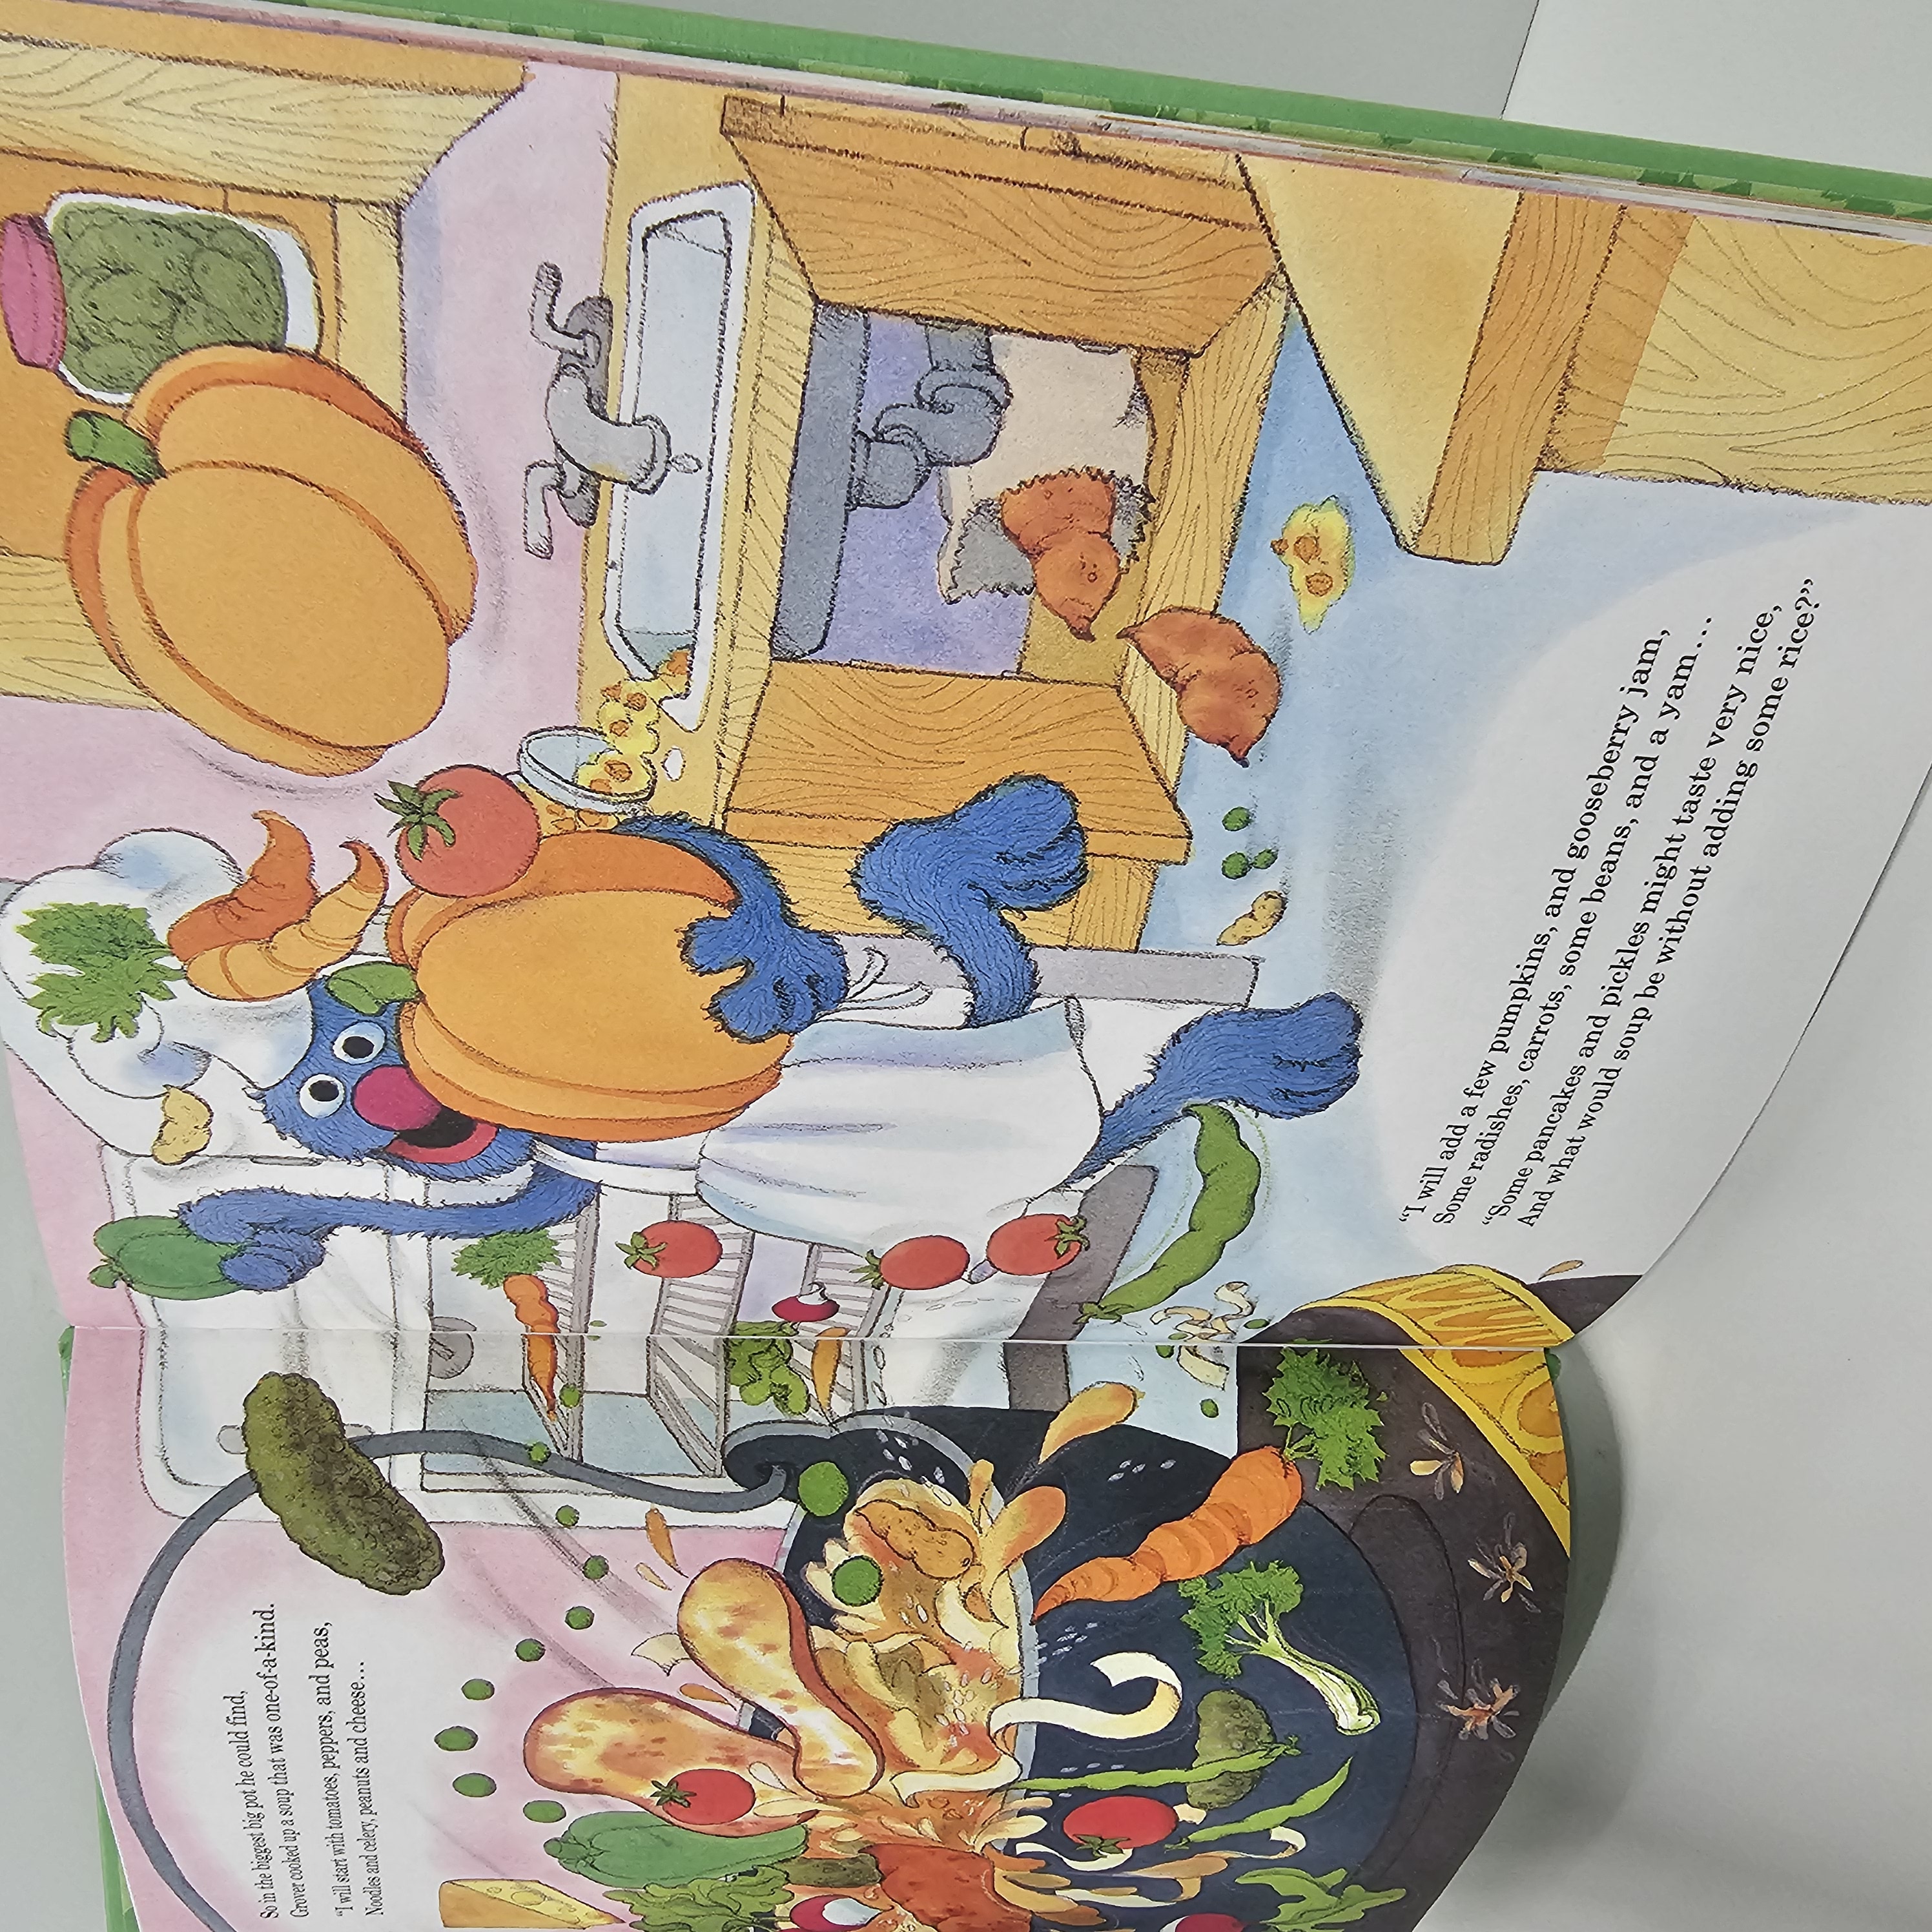 So in the biggest big pot he could find,
Grover cooked up a soup that was one-of-a-kind.
“I will start with tomatoes, peppers, and peas,
Noodles and celery, peanuts and cheese...
“I will add a few pumpkins, and gooseberry jam,
Some radishes, carrots, some beans, and a yam...
“Some pancakes and pickles might taste very nice,
And what would soup be without adding some rice?”